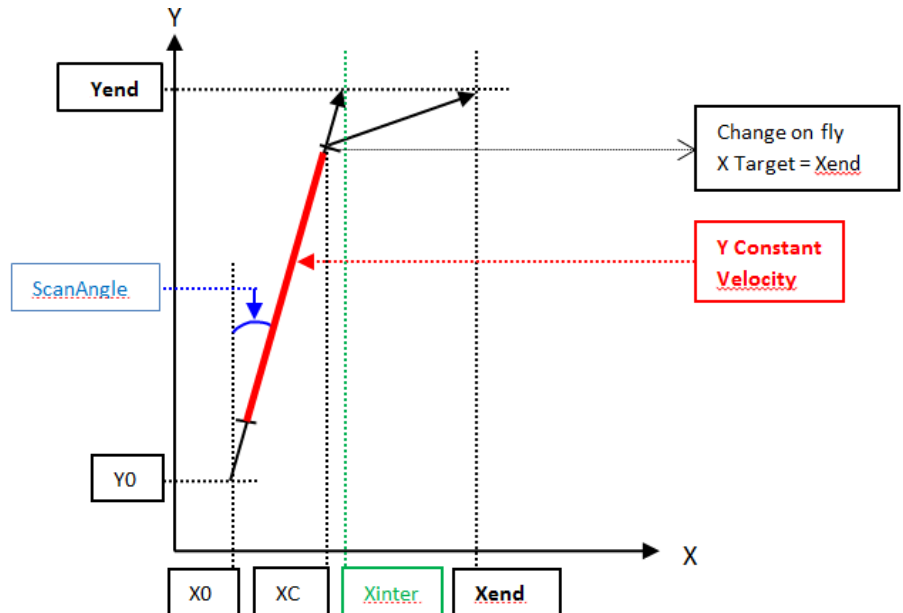 Y
Yend
Change on fly
X Target = Xend
Y Constant
Velocity
ScanAngle
Y0
X
X0
XC
Xinter
Xend